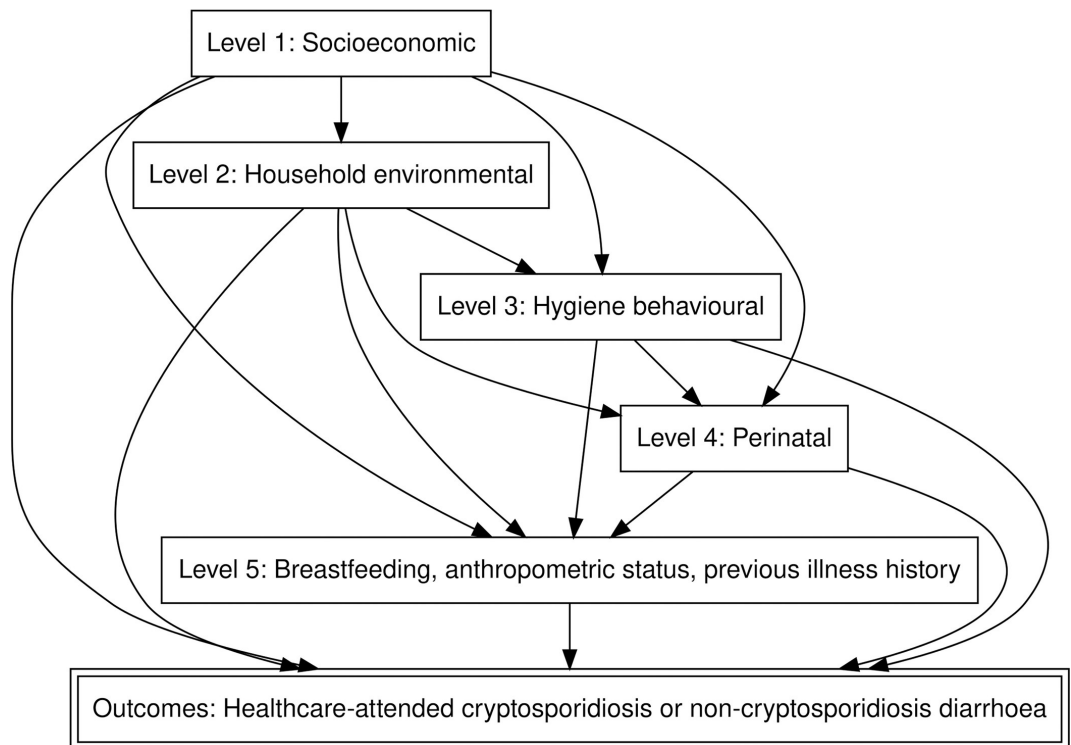 Level 1: Socioeconomic
Level 2: Household environmental
Level 3: Hygiene behavioural
Level 4: Perinatal
Level 5: Breastfeeding, anthropometric status, previous illness history
Outcomes: Healthcare-attended cryptosporidiosis or non-cryptosporidiosis diarrhoea